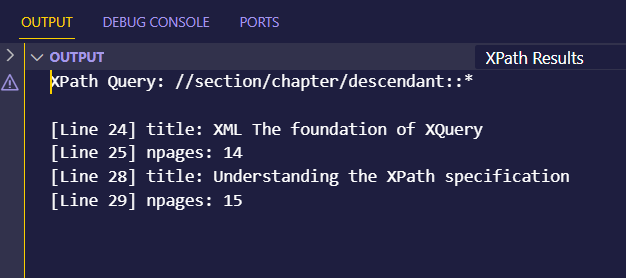 OUTPUT DEBUG CONSOLE PORTS
OUTPUT XPath Results
XPath Query: //section/chapter/descendant::*
[Line 24] title: XML The foundation of XQuery
[Line 25] npages: 14
[Line 28] title: Understanding the XPath specification
[Line 29] npages: 15